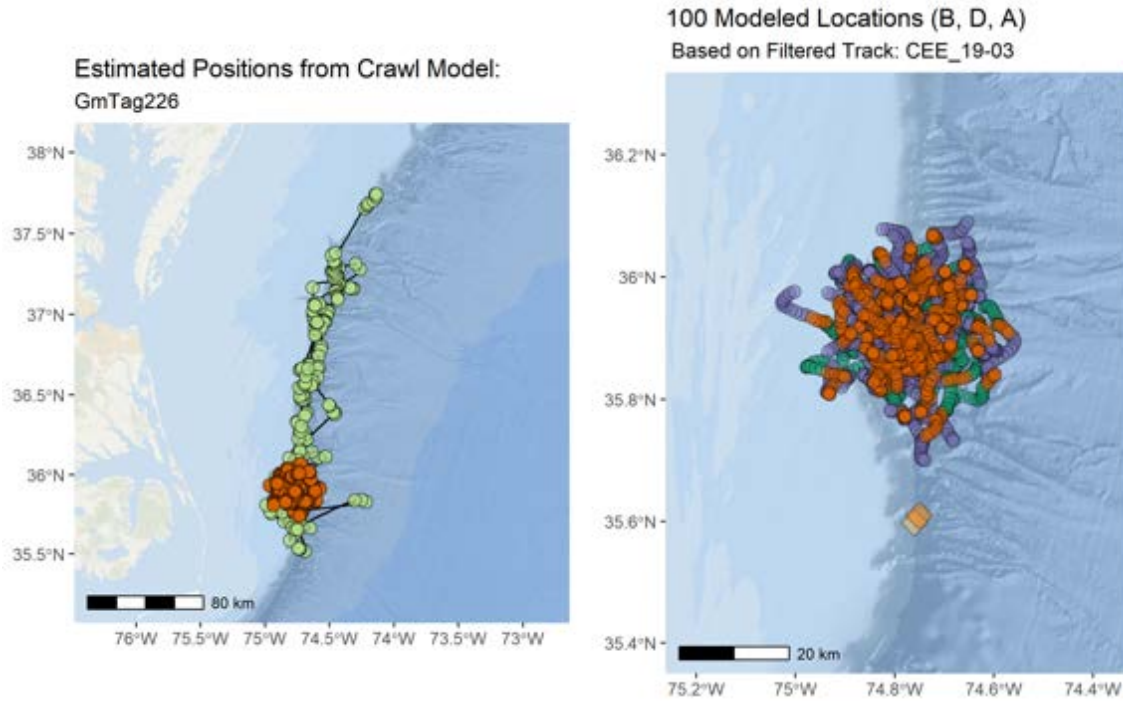 Estimated Positions from Crawl Model:
GmTag226
38°N
37.5°N
37°N
36.5°N
36°N
35.5°N
80 km
76°W 75.5°W 75°W 74.5°W 74°W 73.5°W 73°W
100 Modeled Locations (B, D, A)
Based on Filtered Track: CEE_19-03
36.2°N
36°N
35.8°N
35.6°N
35.4°N
20 km
75.2°W 75°W 74.8°W 74.6°W 74.4°W